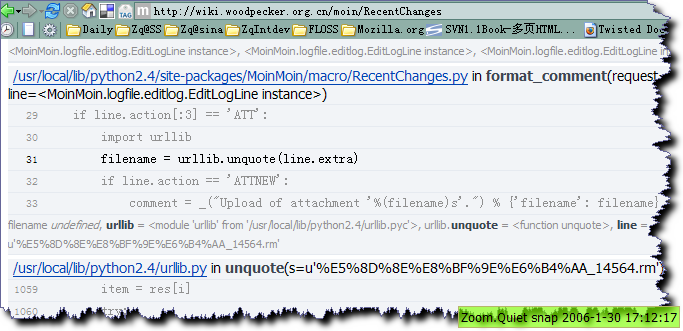 http://wiki.woodpecker.org.cn/moin/RecentChanges
Daily Zq@SS Zq@sina ZqIntdev FLOSS Mozilla.org SVN1.1Book-多页HTML... Twisted Doc
<MoinMoin.logfile.editlog.EditLogLine instance>, <MoinMoin.logfile.editlog.EditLogLine instance>,
/usr/local/lib/python2.4/site-packages/MoinMoin/macro/RecentChanges.py in format_comment(request,
line=<MoinMoin.logfile.editlog.EditLogLine instance>)
29 if line.action[:3] == 'ATT':
30 import urllib
31 filename = urllib.unquote(line.extra)
32 if line.action == 'ATTNEW':
33 comment = _("Upload of attachment '%(filename)s'.") % {'filename': filename}
filename undefined, urllib = <module 'urllib' from '/usr/local/lib/python2.4/urllib.pyc'>, urllib.unquote = <function unquote>, line =
u'%E5%8D%8E%E8%BF%9E%E6%B4%AA_14564.rm'
/usr/local/lib/python2.4/urllib.py in unquote(s=u'%E5%8D%8E%E8%BF%9E%E6%B4%AA_14564.rm')
1059 item = res[i]
1060 try:
Zoom.Quiet snap 2006-1-30 17:12:17